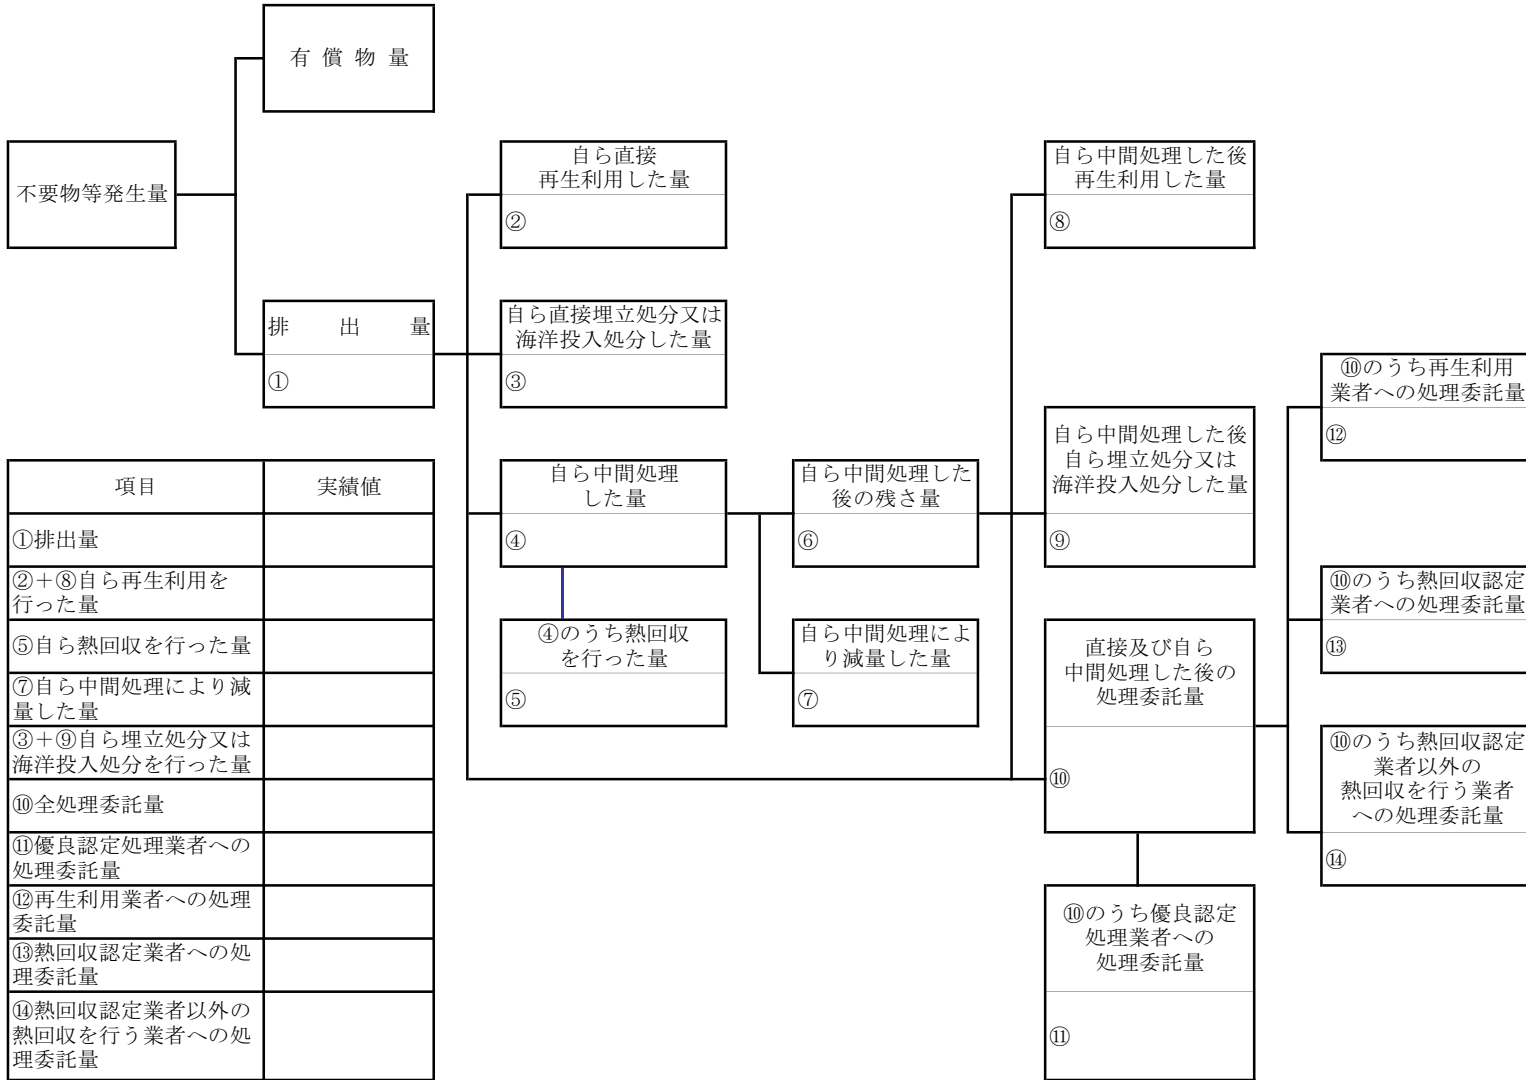 有償物量
不要物等発生量
排出量
①
自ら直接
再生利用した量
②
自ら直接埋立処分又は
海洋投入処分した量
③
自ら中間処理
した量
④
④のうち熱回収
を行った量
⑤
自ら中間処理した
後の残さ量
⑥
自ら中間処理によ
り減量した量
⑦
自ら中間処理した後
再生利用した量
⑧
自ら中間処理した後
自ら埋立処分又は
海洋投入処分した量
⑨
直接及び自ら
中間処理した後の
処理委託量
⑩
⑩のうち優良認定
処理業者への
処理委託量
⑪
⑩のうち再生利用
業者への処理委託量
⑫
⑩のうち熱回収認定
業者への処理委託量
⑬
⑩のうち熱回収認定
業者以外の
熱回収を行う業者
への処理委託量
⑭
項目 実績値
①排出量
②+⑧自ら再生利用を
行った量
⑤自ら熱回収を行った量
⑦自ら中間処理により減
量した量
③+⑨自ら埋立処分又は
海洋投入処分を行った量
⑩全処理委託量
⑪優良認定処理業者への
処理委託量
⑫再生利用業者への処理
委託量
⑬熱回収認定業者への処
理委託量
⑭熱回収認定業者以外の
熱回収を行う業者への処
理委託量